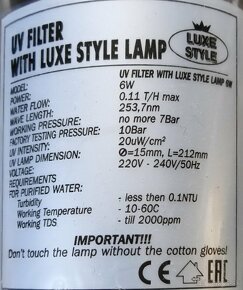 UV FILTER
WITH LUXE STYLE LAMP
LUXE
STYLE
UV FILTER WITH LUXE STYLE LAMP 6W
MODEL: 6W
POWER: 0.11 T/H max
WATER FLOW: 253,7nm
WAVE LENGTH: no more 7Bar
WORKING PRESSURE: 10Bar
FACTORY TESTING PRESSURE: 20uW/cm²
UV INTENSITY: Ø=15mm, L=212mm
UV LAMP DIMENSION: 220V - 240V/50Hz
VOLTAGE:
REQUIREMENTS
FOR PURIFIED WATER:
Turbidity - less then 0.1NTU
Working Temperature - 10-60C
Working TDS - till 2000ppm
IMPORTANT!!!
Don't touch the lamp without the cotton gloves!
CE EAC